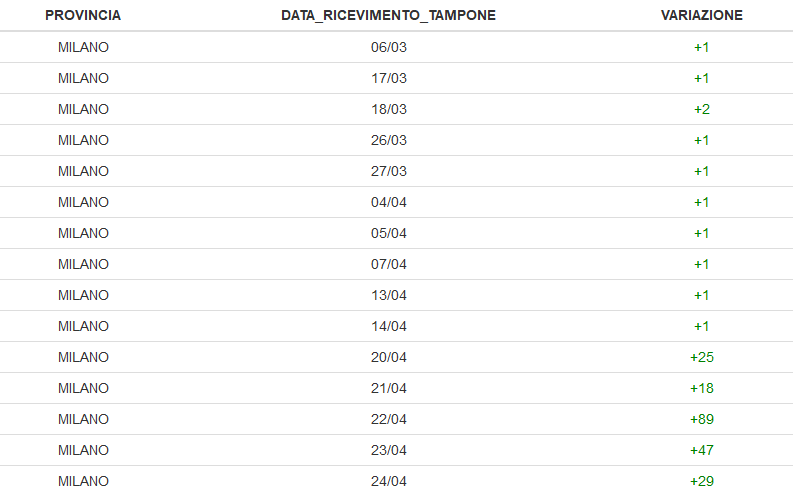 PROVINCIA DATA_RICEVIMENTO_TAMPONE VARIAZIONE
MILANO 06/03 +1
MILANO 17/03 +1
MILANO 18/03 +2
MILANO 26/03 +1
MILANO 27/03 +1
MILANO 04/04 +1
MILANO 05/04 +1
MILANO 07/04 +1
MILANO 13/04 +1
MILANO 14/04 +1
MILANO 20/04 +25
MILANO 21/04 +18
MILANO 22/04 +89
MILANO 23/04 +47
MILANO 24/04 +29